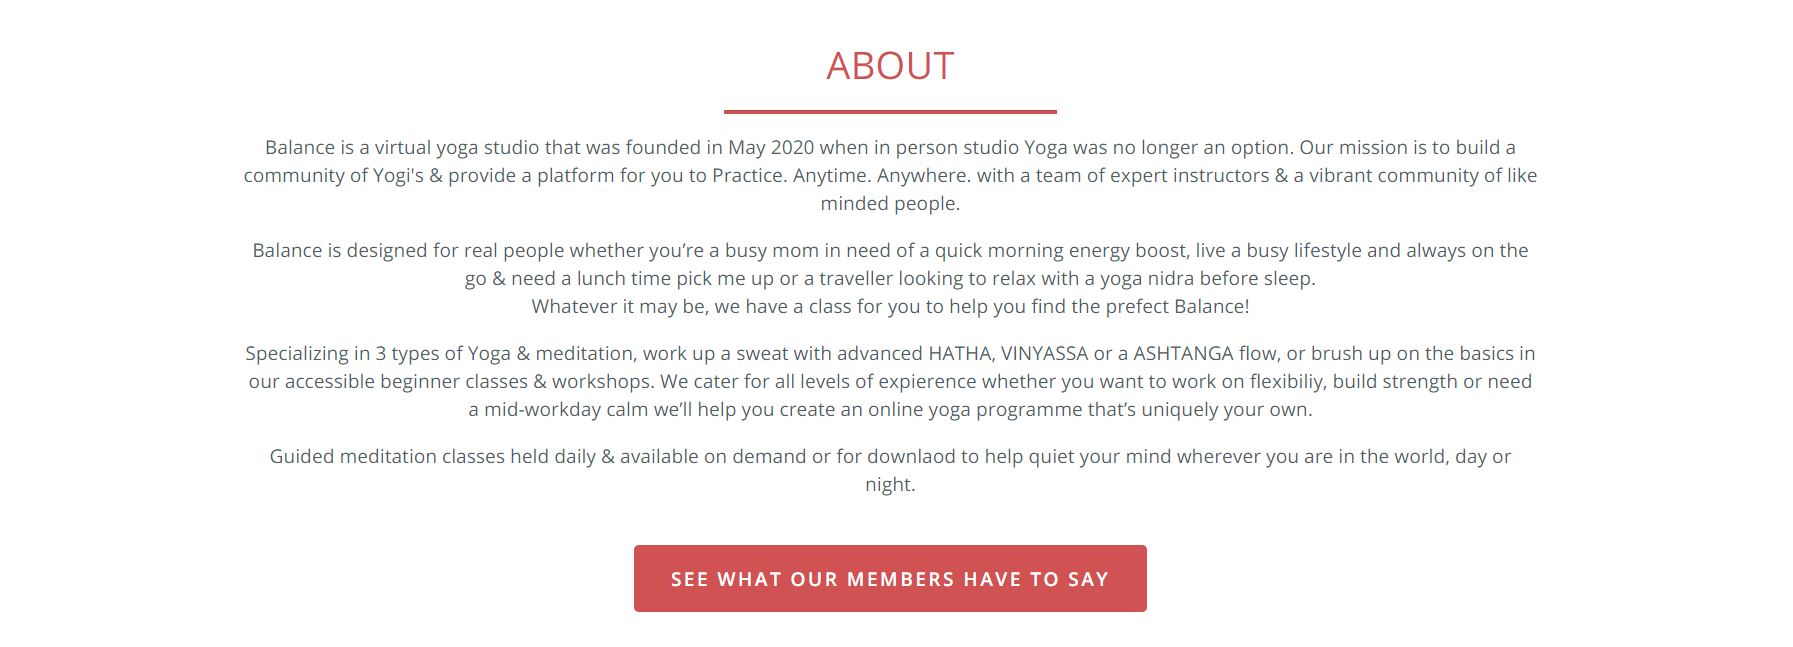 ABOUT
Balance is a virtual yoga studio that was founded in May 2020 when in person studio Yoga was no longer an option. Our mission is to build a
community of Yogi's & provide a platform for you to Practice. Anytime. Anywhere. with a team of expert instructors & a vibrant community of like
minded people.
Balance is designed for real people whether you’re a busy mom in need of a quick morning energy boost, live a busy lifestyle and always on the
go & need a lunch time pick me up or a traveller looking to relax with a yoga nidra before sleep.
Whatever it may be, we have a class for you to help you find the prefect Balance!
Specializing in 3 types of Yoga & meditation, work up a sweat with advanced HATHA, VINYASSA or a ASHTANGA flow, or brush up on the basics in
our accessible beginner classes & workshops. We cater for all levels of expierence whether you want to work on flexibiliy, build strength or need
a mid-workday calm we’ll help you create an online yoga programme that’s uniquely your own.
Guided meditation classes held daily & available on demand or for downlaod to help quiet your mind wherever you are in the world, day or
night.
SEE WHAT OUR MEMBERS HAVE TO SAY